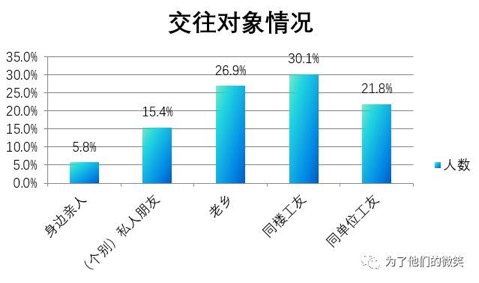 交往对象情况
35.0%
30.0%
25.0%
20.0%
15.0%
10.0%
5.0%
0.0%
5.8%
15.4%
26.9%
30.1%
21.8%
身边亲人
（个别）私人朋友
老乡
同楼工友
同单位工友
人数
为了他们的微笑